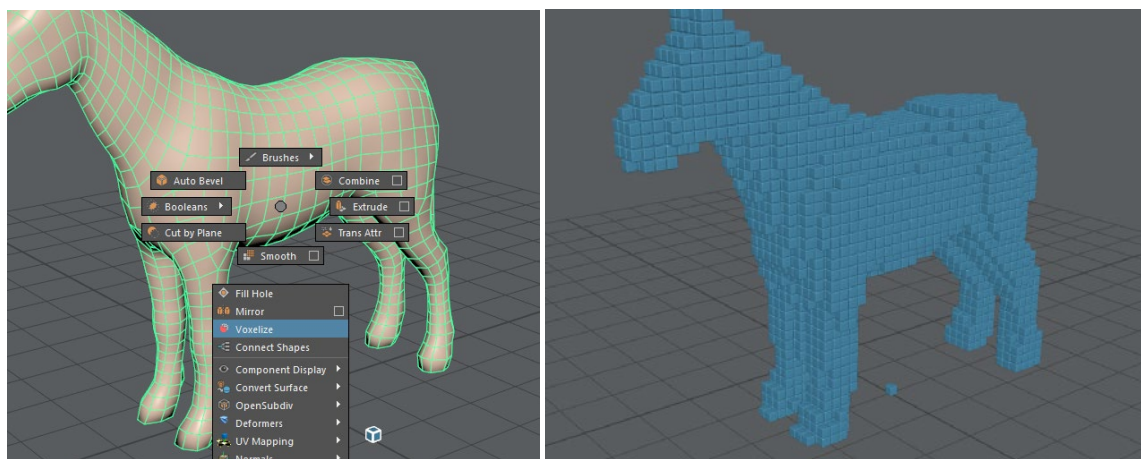 Brushes
Auto Bevel
Combine
Booleans
Extrude
Cut by Plane
Trans Attr
Smooth
Fill Hole
Mirror
Voxelize
Connect Shapes
Component Display
Convert Surface
OpenSubdiv
Deformers
UV Mapping
Normals